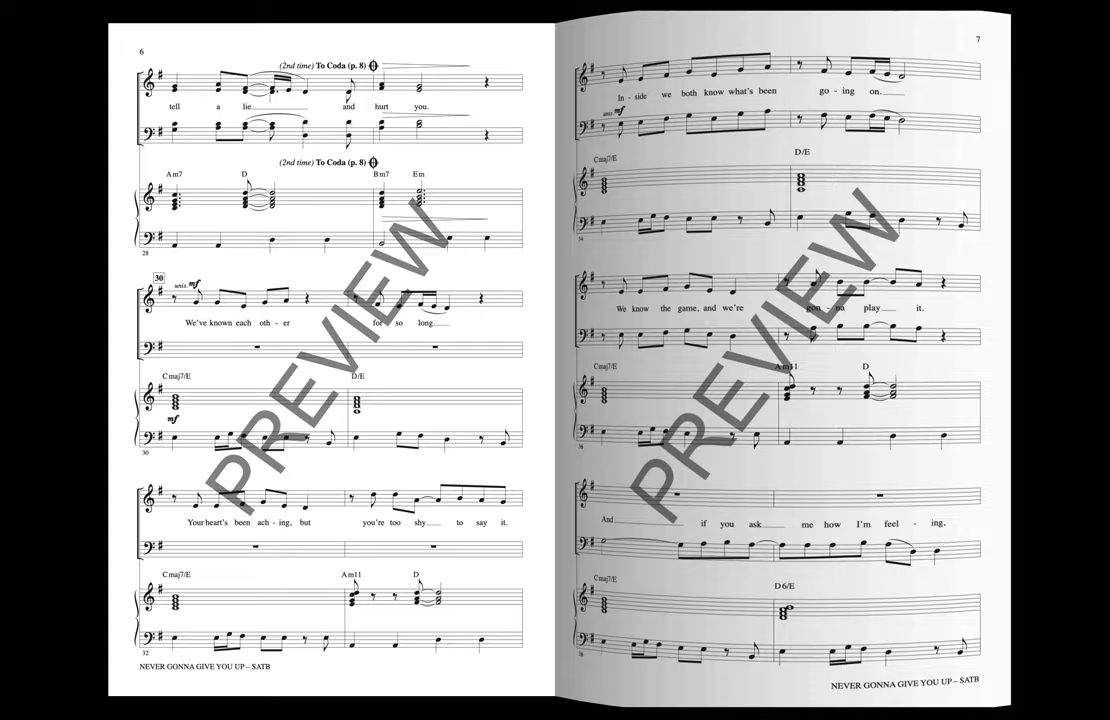 6
(2nd time) To Coda (p. 8)
tell a lie and hurt you.
(2nd time) To Coda (p. 8)
Am7 D Bm7 Em
28
30
unis. mf
We've known each oth - er for so long.
Cmaj7/E D/E
mf
30
Your heart's been ach - ing, but you're too shy to say it.
Cmaj7/E Am11 D
32
NEVER GONNA GIVE YOU UP – SATB
PREVIEW
7
In - side we both know what's been go - ing on.
unis. mf
Cmaj7/E D/E
34
We know the game, and we're gon - na play it.
Cmaj7/E Am11 D
36
And if you ask me how I'm feel - ing,
Cmaj7/E D6/E
38
NEVER GONNA GIVE YOU UP – SATB
PREVIEW